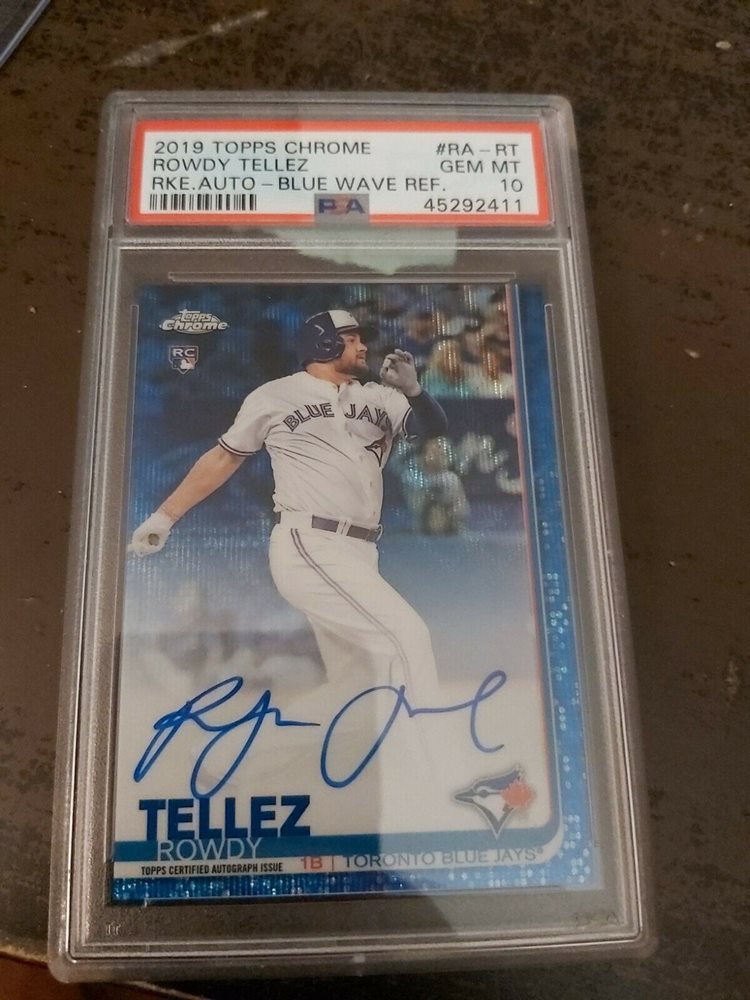 2019 TOPPS CHROME #RA-RT
ROWDY TELLEZ GEM MT
RKE.AUTO-BLUE WAVE REF. 10
PSA 45292411
Topps
Chrome
RC
BLUE JAY
TELLEZ
ROWDY
TOPPS CERTIFIED AUTOGRAPH ISSUE 1B | TORONTO BLUE JAYS